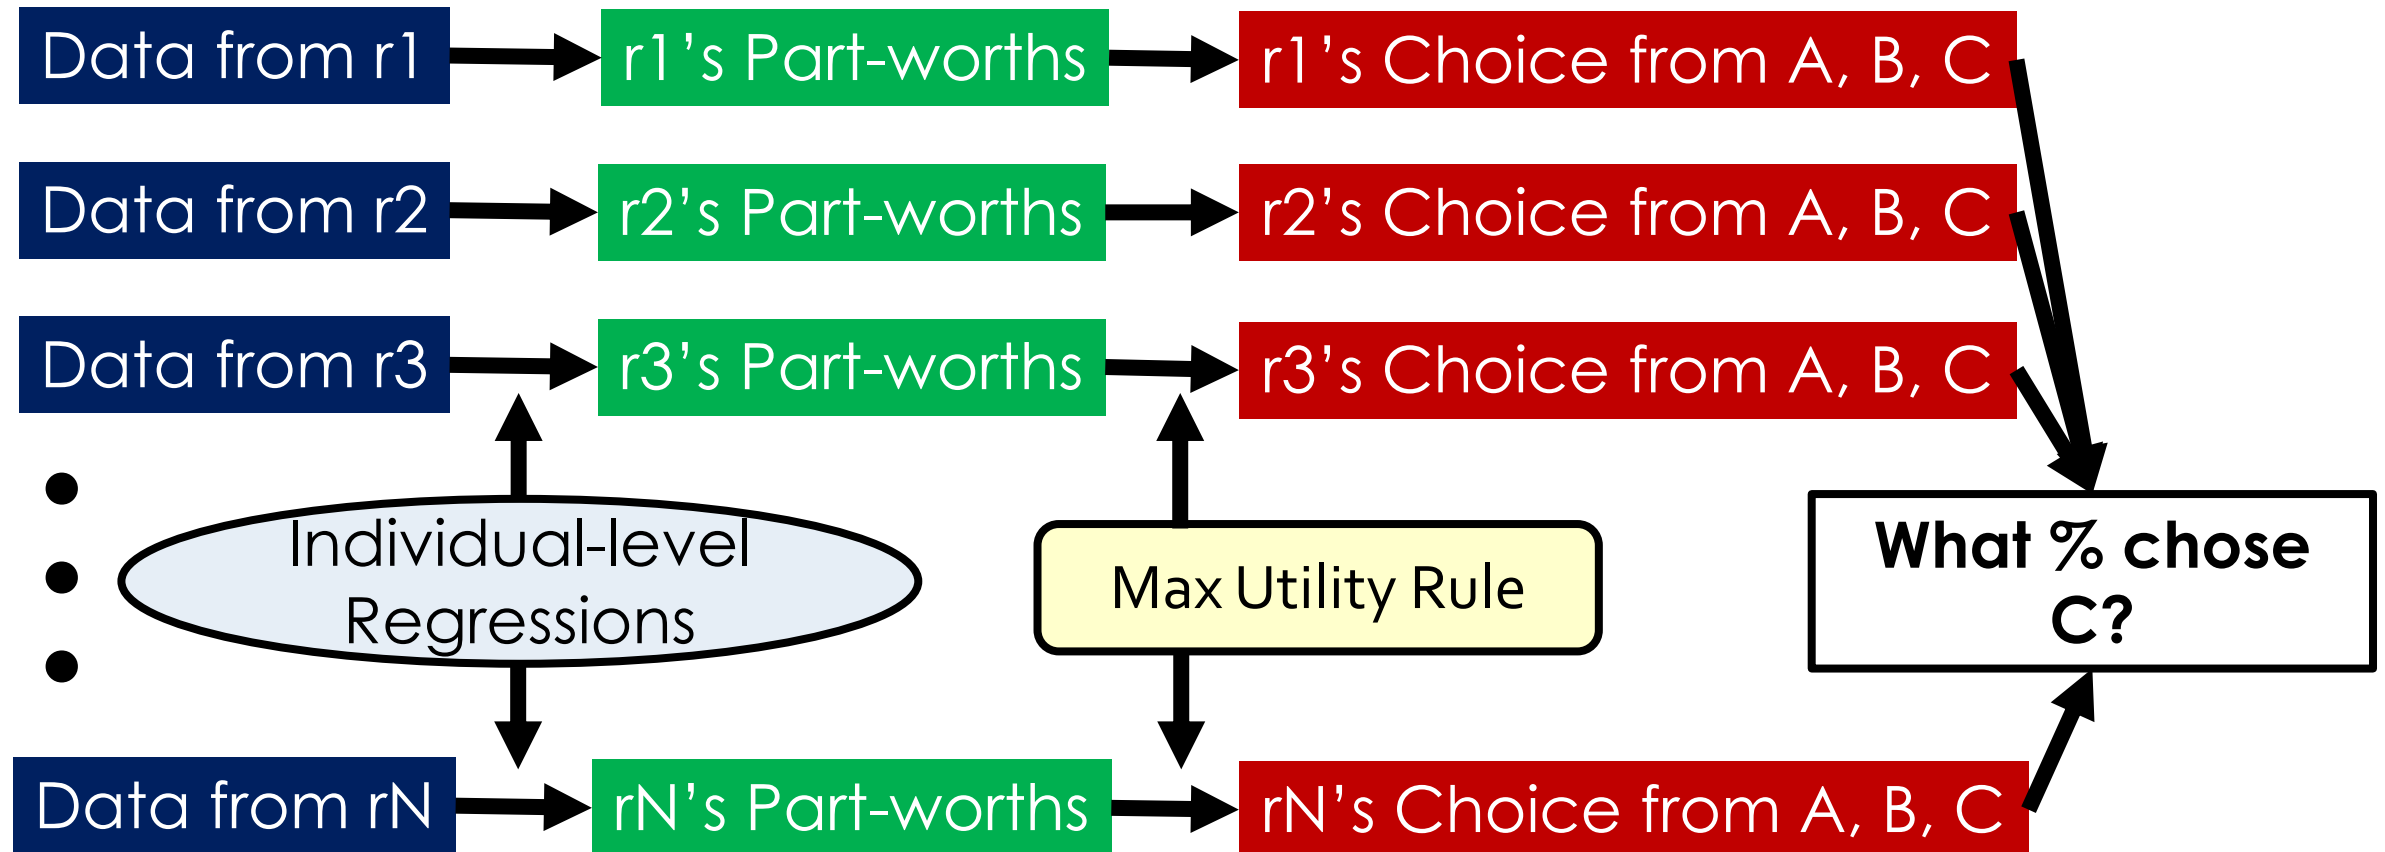 Data from r1
r1’s Part-worths
r1’s Choice from A, B, C
Data from r2
r2’s Part-worths
r2’s Choice from A, B, C
Data from r3
r3’s Part-worths
r3’s Choice from A, B, C
Individual-level
Regressions
Max Utility Rule
What % chose
C?
Data from rN
rN’s Part-worths
rN’s Choice from A, B, C